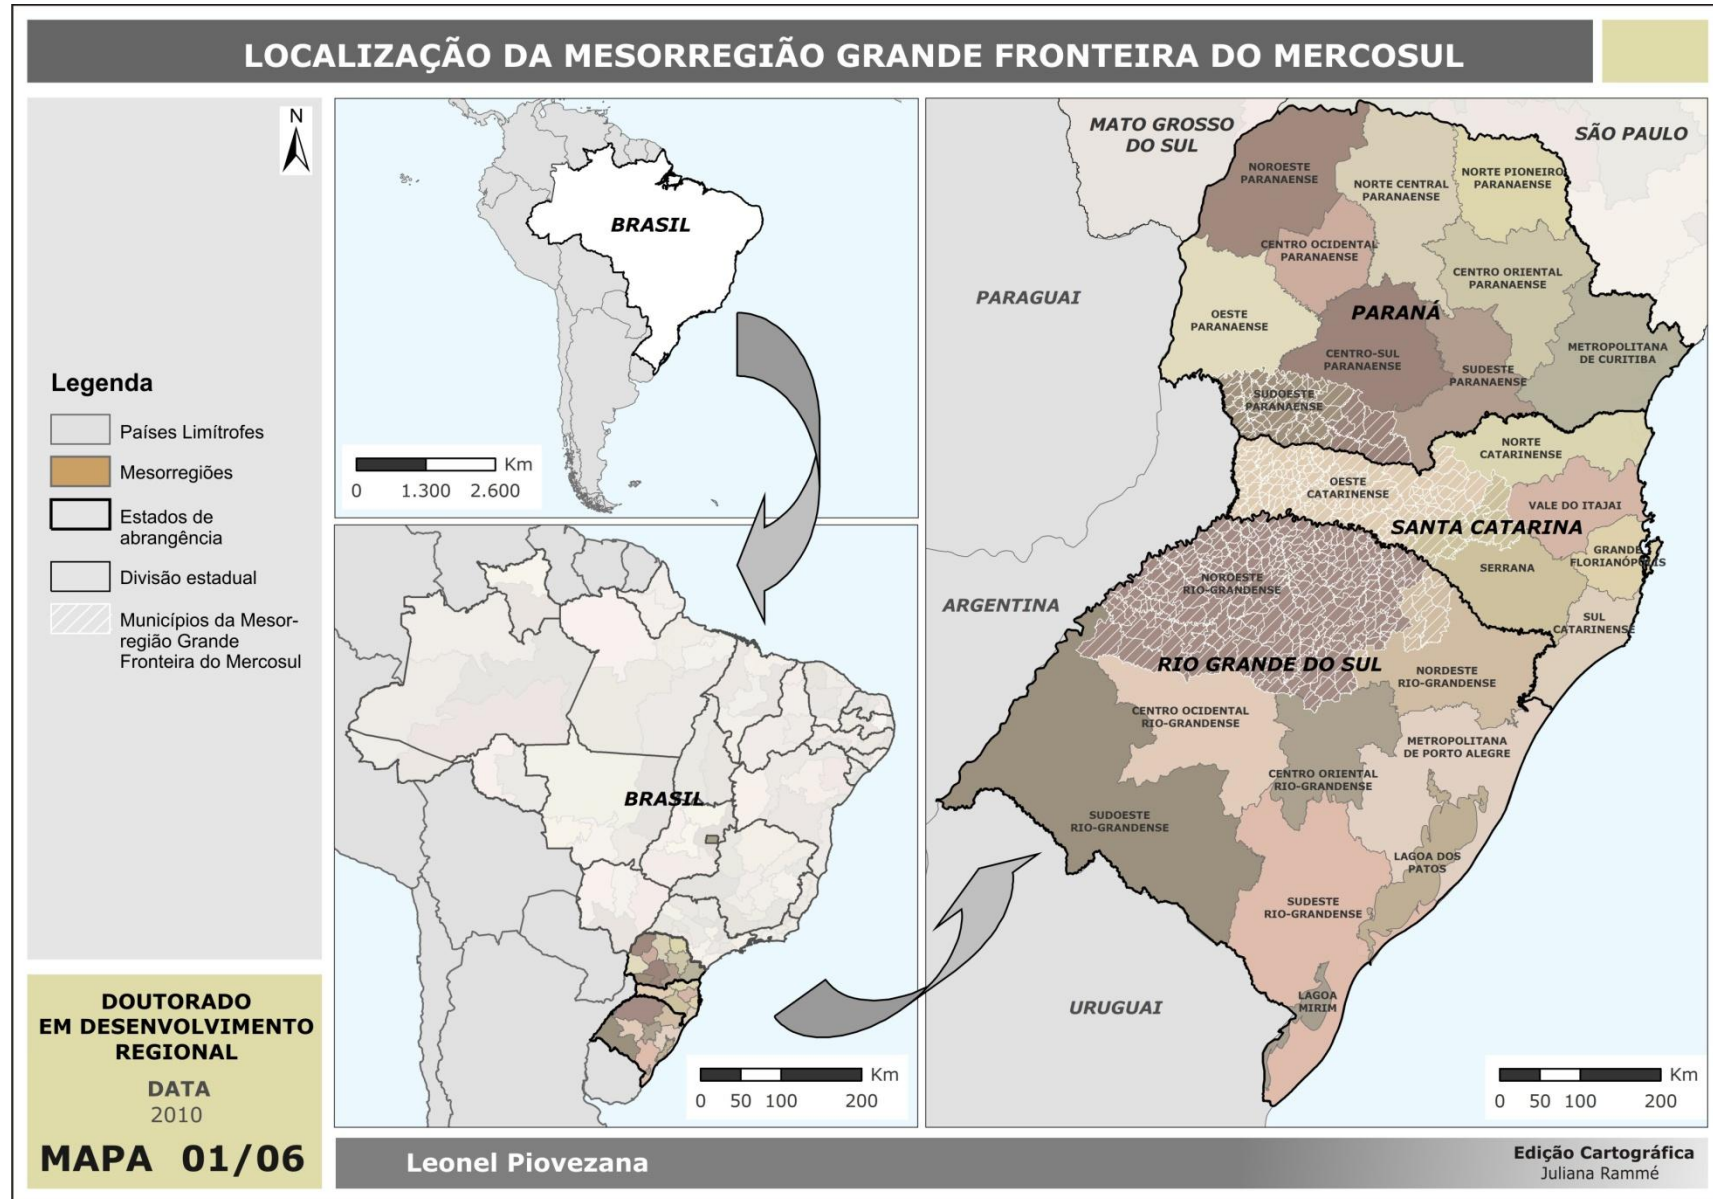 LOCALIZAÇÃO DA MESORREGIÃO GRANDE FRONTEIRA DO MERCOSUL
N
Legenda
Países Limítrofes
Mesorregiões
Estados de
abrangência
Divisão estadual
Municípios da Mesor-
região Grande
Fronteira do Mercosul
DOUTORADO
EM DESENVOLVIMENTO
REGIONAL
DATA
2010
MAPA 01/06
BRASIL
Km
0 1.300 2.600
BRASIL
Km
0 50 100 200
MATO GROSSO
DO SUL
SÃO PAULO
NOROESTE
PARANAENSE
NORTE CENTRAL
PARANAENSE
NORTE PIONEIRO
PARANAENSE
CENTRO OCIDENTAL
PARANAENSE
CENTRO ORIENTAL
PARANAENSE
PARAGUAI
OESTE
PARANAENSE
PARANÁ
CENTRO-SUL
PARANAENSE
SUDESTE
PARANAENSE
METROPOLITANA
DE CURITIBA
SUDOESTE
PARANAENSE
NORTE
CATARINENSE
OESTE
CATARINENSE
VALE DO ITAJAI
SANTA CATARINA
GRANDE
FLORIANÓPOLIS
SERRANA
SUL
CATARINENSE
ARGENTINA
NOROESTE
RIO-GRANDENSE
RIO GRANDE DO SUL
NORDESTE
RIO-GRANDENSE
CENTRO OCIDENTAL
RIO-GRANDENSE
METROPOLITANA
DE PORTO ALEGRE
CENTRO ORIENTAL
RIO-GRANDENSE
SUDOESTE
RIO-GRANDENSE
LAGOA DOS
PATOS
SUDESTE
RIO-GRANDENSE
LAGOA
MIRIM
URUGUAI
Km
0 50 100 200
Leonel Piovezana
Edição Cartográfica
Juliana Rammé